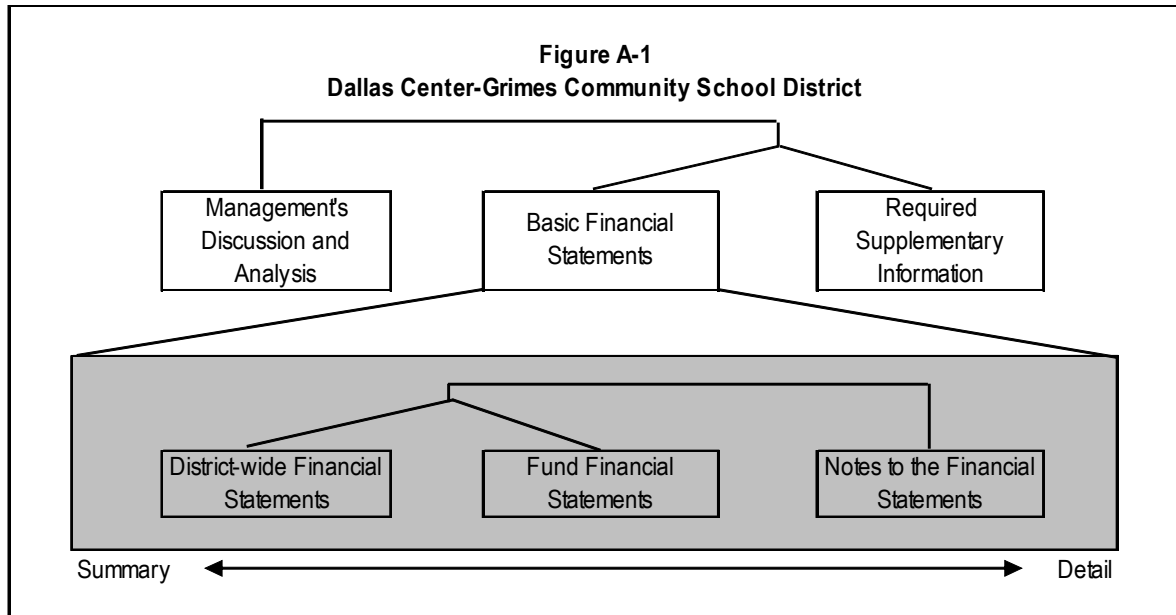 Figure A-1
Dallas Center-Grimes Community School District
Management's
Discussion and
Analysis
Basic Financial
Statements
Required
Supplementary
Information
District-wide Financial
Statements
Fund Financial
Statements
Notes to the Financial
Statements
Summary
Detail